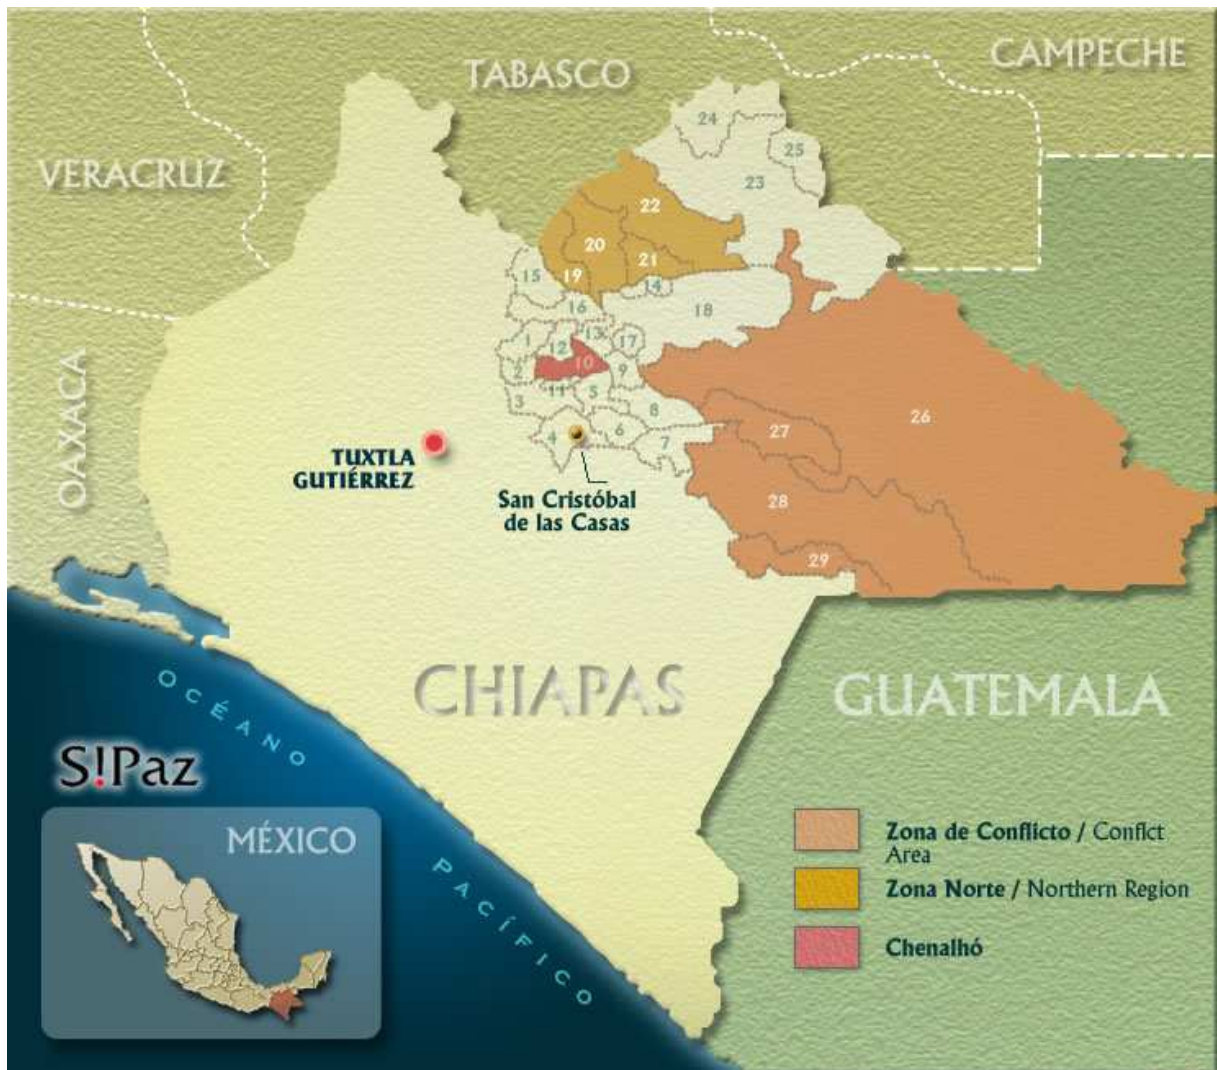 CAMPECHE
TABASCO
VERACRUZ
24
25
23
22
20
21
19
14
15
16
18
1
12
13
17
10
2
9
11
5
3
8
4
6
7
26
27
28
29
OAXACA
TUXTLA
GUTIÉRREZ
San Cristóbal
de las Casas
CHIAPAS
GUATEMALA
OCÉANO
PACÍFICO
S!Paz
MÉXICO
Zona de Conflicto / Conflct
Area
Zona Norte / Northern Region
Chenalhó